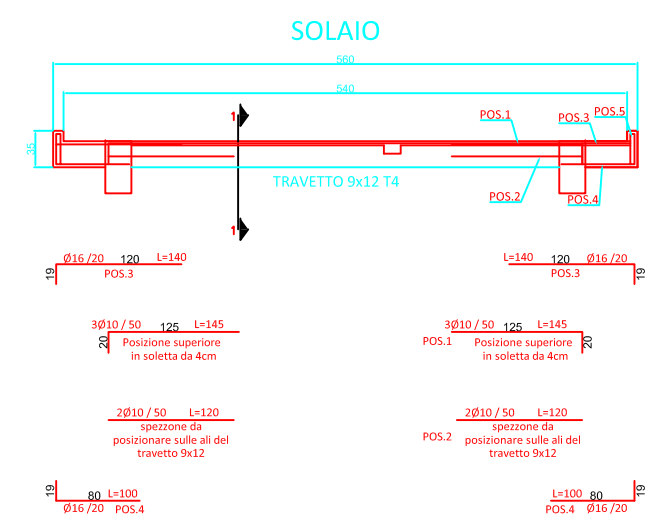 SOLAIO
560
540
POS.1
POS.3
POS.5
1
35
TRAVETTO 9x12 T4
POS.2
POS.4
1
Ø16 /20 120 L=140
19
POS.3
L=140 120 Ø16 /20
POS.3
19
3Ø10 / 50 125 L=145
20
Posizione superiore
in soletta da 4cm
3Ø10 / 50 125 L=145
POS.1
20
Posizione superiore
in soletta da 4cm
2Ø10 / 50 L=120
spezzone da
posizionare sulle ali del
travetto 9x12
2Ø10 / 50 L=120
POS.2
spezzone da
posizionare sulle ali del
travetto 9x12
19
80 L=100
Ø16 /20 POS.4
L=100 80
19
POS.4 Ø16 /20